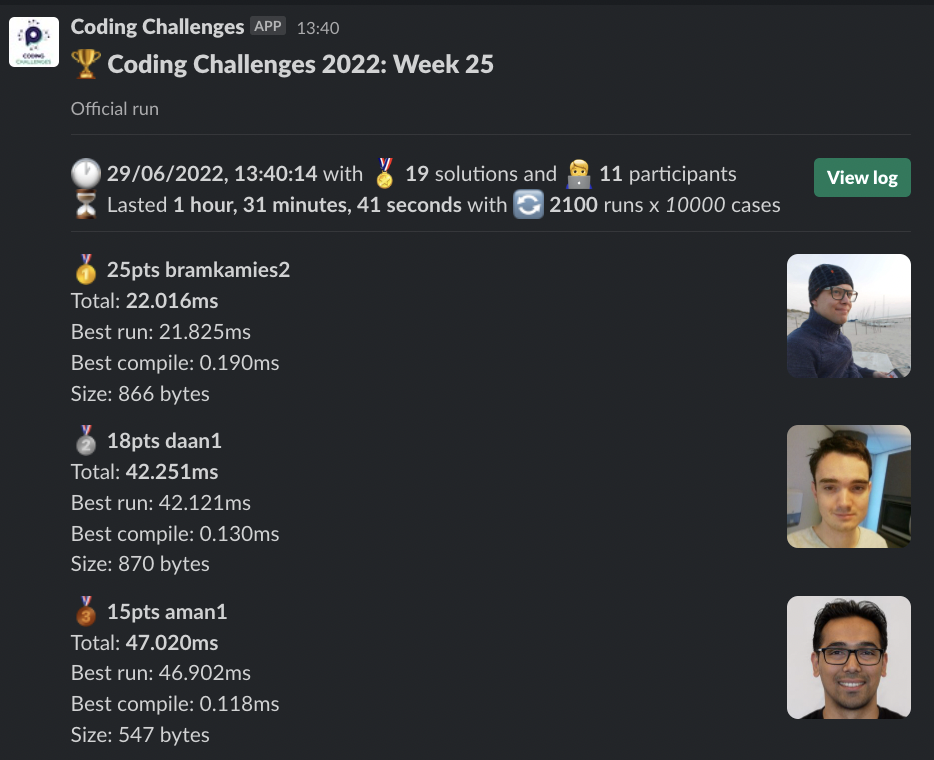 Coding Challenges APP 13:40
CODING
CHALLENGES
Coding Challenges 2022: Week 25
Official run
29/06/2022, 13:40:14 with 19 solutions and 11 participants
View log
Lasted 1 hour, 31 minutes, 41 seconds with 2100 runs x 10000 cases
1 25pts bramkamies2
Total: 22.016ms
Best run: 21.825ms
Best compile: 0.190ms
Size: 866 bytes
2 18pts daan1
Total: 42.251ms
Best run: 42.121ms
Best compile: 0.130ms
Size: 870 bytes
3 15pts aman1
Total: 47.020ms
Best run: 46.902ms
Best compile: 0.118ms
Size: 547 bytes